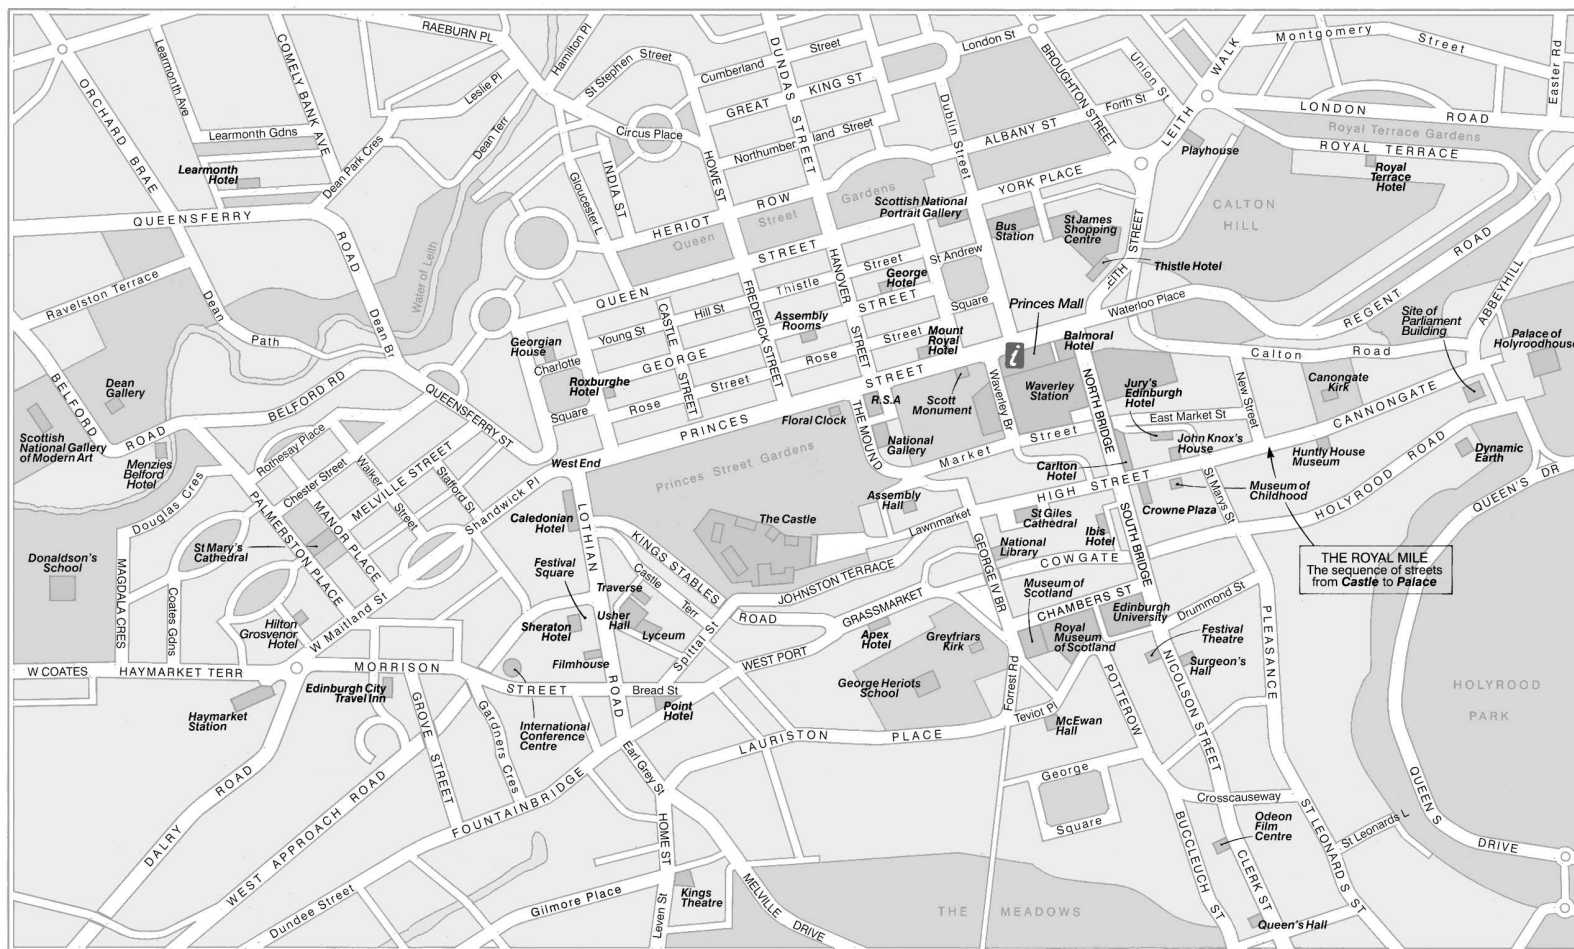 RAEBURN PL
Hamilton Pl
St Stephen Street
Cumberland Street
DUNDAS STREET
London St
BROUGHTON STREET
Union St
WALK
Montgomery Street
Easter Rd
Learmonth Ave
COMELY BANK AVE
ORCHARD BRAE
Leslie Pl
GREAT KING ST
Dublin Street
Forth St
LEITH
LONDON ROAD
Learmonth Gdns
Dean Terr
Circus Place
Northumberland Street
ALBANY ST
Royal Terrace Gardens
ROYAL TERRACE
Playhouse
Learmonth
Hotel
Dean Park Cres
INDIA ST
HOWE ST
Royal
Terrace
Hotel
Gloucester L
HERIOT ROW
Gardens
YORK PLACE
Scottish National
Portrait Gallery
CALTON
HILL
QUEENSFERRY ROAD
Queen Street
Bus
Station
St James
Shopping
Centre
STREET
Water of Leith
HANOVER STREET
St Andrew
Square
LEITH
Thistle Hotel
REGENT ROAD
ABBEYHILL
Ravelston Terrace
QUEEN STREET
Thistle Street
George
Hotel
Princes Mall
Waterloo Place
Dean Path
Dean Br
CASTLE STREET
Hill St
FREDERICK STREET
Young St
Assembly
Rooms
Site of
Parliament
Building
Palace of
Holyroodhouse
Georgian
House
Charlotte
Square
GEORGE STREET
Mount
Royal
Hotel
i
Balmoral
Hotel
Calton Road
BELFORD ROAD
BELFORD RD
Dean
Gallery
QUEENSFERRY ST
Roxburghe
Hotel
Rose Street
Rose Street
R.S.A
Scott
Monument
Waverley Br
Waverley
Station
NORTH BRIDGE
Jury's
Edinburgh
Hotel
New Street
Canongate
Kirk
CANNONGATE
PRINCES STREET
Floral Clock
THE MOUND
East Market St
Scottish
National Gallery
of Modern Art
Menzies
Belford
Hotel
Rothesay Place
Walker Street
MELVILLE STREET
Stafford St
West End
Princes Street Gardens
National
Gallery
Market Street
John Knox's
House
Carlton
Hotel
Huntly House
Museum
HOLYROOD ROAD
Dynamic
Earth
QUEEN'S DR
Chester Street
Douglas Cres
PALMERSTON PLACE
MANOR PLACE
Shandwick Pl
Caledonian
Hotel
LOTHIAN ROAD
The Castle
Assembly
Hall
Lawnmarket
HIGH STREET
St Giles
Cathedral
Crowne Plaza
Museum of
Childhood
St Marys St
St Mary's
Cathedral
KINGS STABLES ROAD
GEORGE IV BR
Ibis
Hotel
SOUTH BRIDGE
National
Library
COWGATE
THE ROYAL MILE
The sequence of streets
from Castle to Palace
Donaldson's
School
MAGDALA CRES
Coates Gdns
Festival
Square
Traverse
Castle Terr
JOHNSTON TERRACE
Museum of
Scotland
CHAMBERS ST
Edinburgh
University
Drummond St
PLEASANCE
Hilton
Grosvenor
Hotel
W Maitland St
Sheraton
Hotel
Usher
Hall
Lyceum
Spittal St
GRASSMARKET
Apex
Hotel
Greyfriars
Kirk
Royal
Museum
of Scotland
Festival
Theatre
Surgeon's
Hall
W COATES
HAYMARKET TERR
MORRISON STREET
Filmhouse
Bread St
WEST PORT
George Heriots
School
Forrest Rd
POTTEROW
NICOLSON STREET
HOLYROOD
PARK
Haymarket
Station
Edinburgh City
Travel Inn
GROVE STREET
Gardners Cres
International
Conference
Centre
Point
Hotel
LAURISTON PLACE
Teviot Pl
McEwan
Hall
DALRY ROAD
WEST APPROACH ROAD
FOUNTAINBRIDGE
Earl Grey St
George
Square
Crosscauseway
QUEEN'S DRIVE
HOME ST
BUCCLEUCH ST
Odeon
Film
Centre
CLERK ST
ST LEONARD'S ST
St Leonards L
Dundee Street
Gilmore Place
Leven St
Kings
Theatre
MELVILLE DRIVE
THE MEADOWS
Queen's Hall